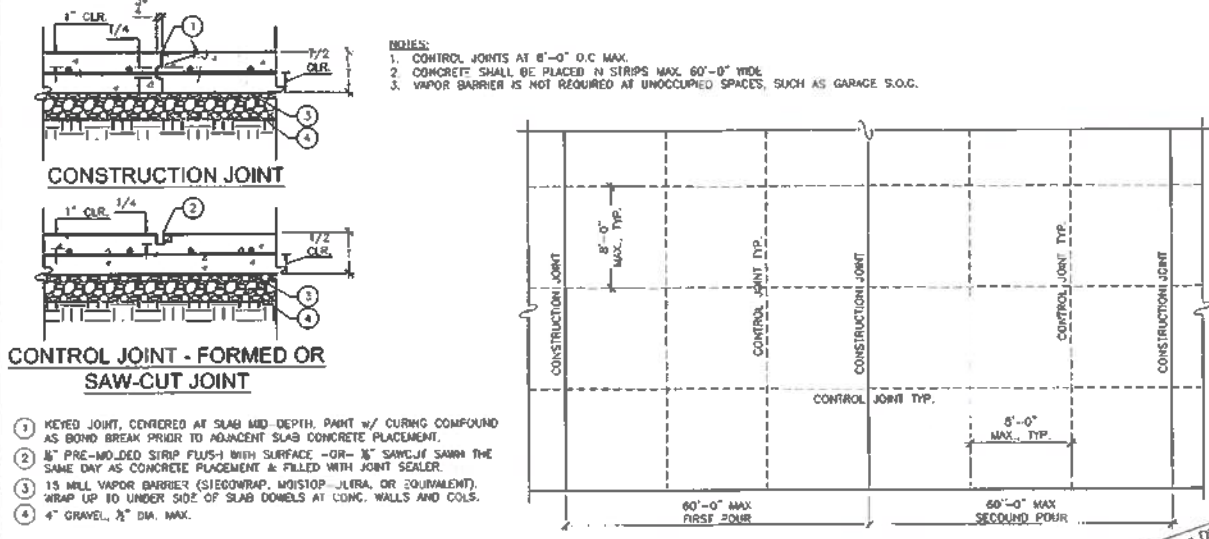 1" CLR.
T/4
1
T/2
CLR.
3
4
CONSTRUCTION JOINT
1" CLR.
2
T/2
CLR.
3
4
CONTROL JOINT - FORMED OR
SAW-CUT JOINT
1 KEYED JOINT, CENTERED AT SLAB MID-DEPTH. PAINT W/ CURING COMPOUND
AS BOND BREAK PRIOR TO ADJACENT SLAB CONCRETE PLACEMENT.
2 PRE-MOLDED STRIP FLUSH WITH SURFACE -OR- SAWCUT SAWN THE
SAME DAY AS CONCRETE PLACEMENT & FILLED WITH JOINT SEALER.
3 15 MILL VAPOR BARRIER (STEGOWRAP, MOISTOP ULTRA, OR EQUIVALENT).
WRAP UP TO UNDER SIDE OF SLAB DOWELS AT CONC. WALLS AND COLS.
4 4" GRAVEL, DIA. MAX.
NOTES:
1. CONTROL JOINTS AT 8'-0" O.C MAX.
2. CONCRETE SHALL BE PLACED IN STRIPS MAX. 60'-0" WIDE
3. VAPOR BARRIER IS NOT REQUIRED AT UNOCCUPIED SPACES, SUCH AS GARAGE S.O.G.
CONSTRUCTION JOINT
8'-0"
MAX., TYP.
CONTROL JOINT TYP.
CONSTRUCTION JOINT
CONTROL JOINT TYP.
CONSTRUCTION JOINT
CONTROL JOINT TYP.
8'-0"
MAX., TYP.
60'-0" MAX
FIRST POUR
60'-0" MAX
SECOUND POUR